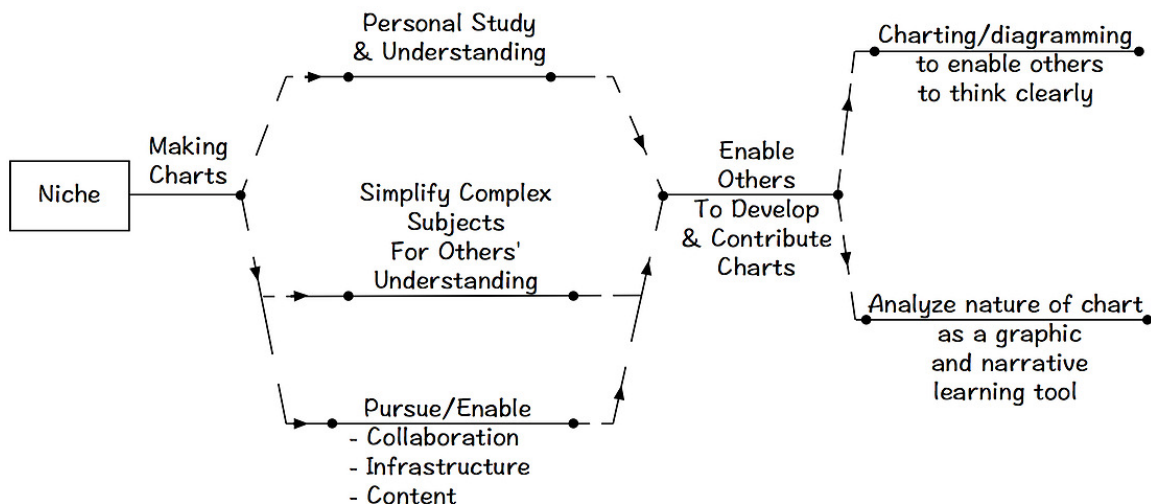 Niche
Making
Charts
Personal Study
& Understanding
Simplify Complex
Subjects
For Others'
Understanding
Pursue/Enable
- Collaboration
- Infrastructure
- Content
Enable
Others
To Develop
& Contribute
Charts
Charting/diagramming
to enable others
to think clearly
Analyze nature of chart
as a graphic
and narrative
learning tool